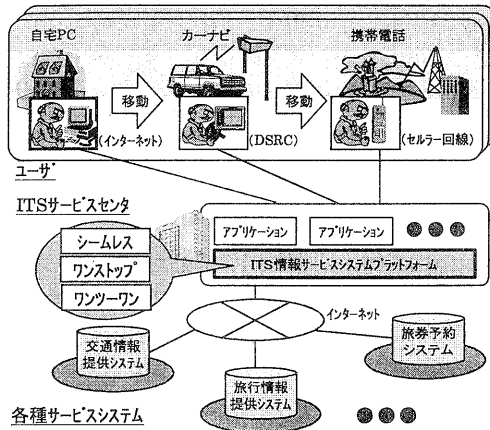 自宅PC
カーナビ
携帯電話
移動
移動
(インターネット)
(DSRC)
(セルラー回線)
ユーザ
ITSサービスセンタ
シームレス
ワンストップ
ワンツーワン
アプリケーション
アプリケーション
ITS情報サービスシステムプラットフォーム
インターネット
交通情報
提供システム
旅行情報
提供システム
旅券予約
システム
各種サービスシステム